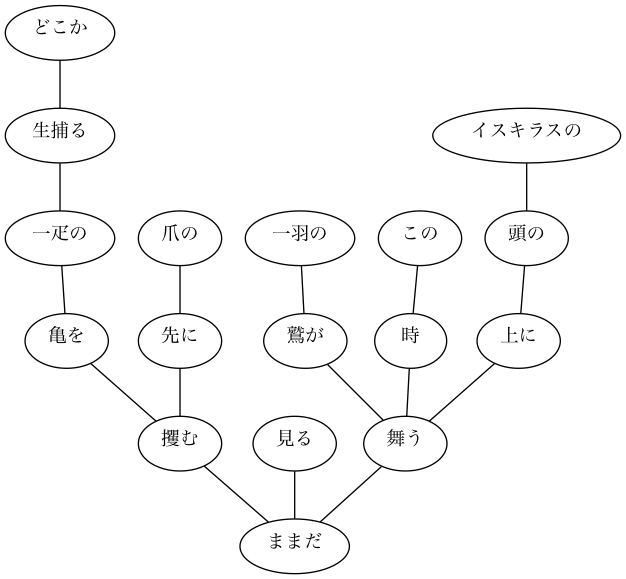 どこか
生捕る
イスキラスの
一疋の
爪の
一羽の
この
頭の
亀を
先に
鷲が
時
上に
攫む
見る
舞う
ままだ